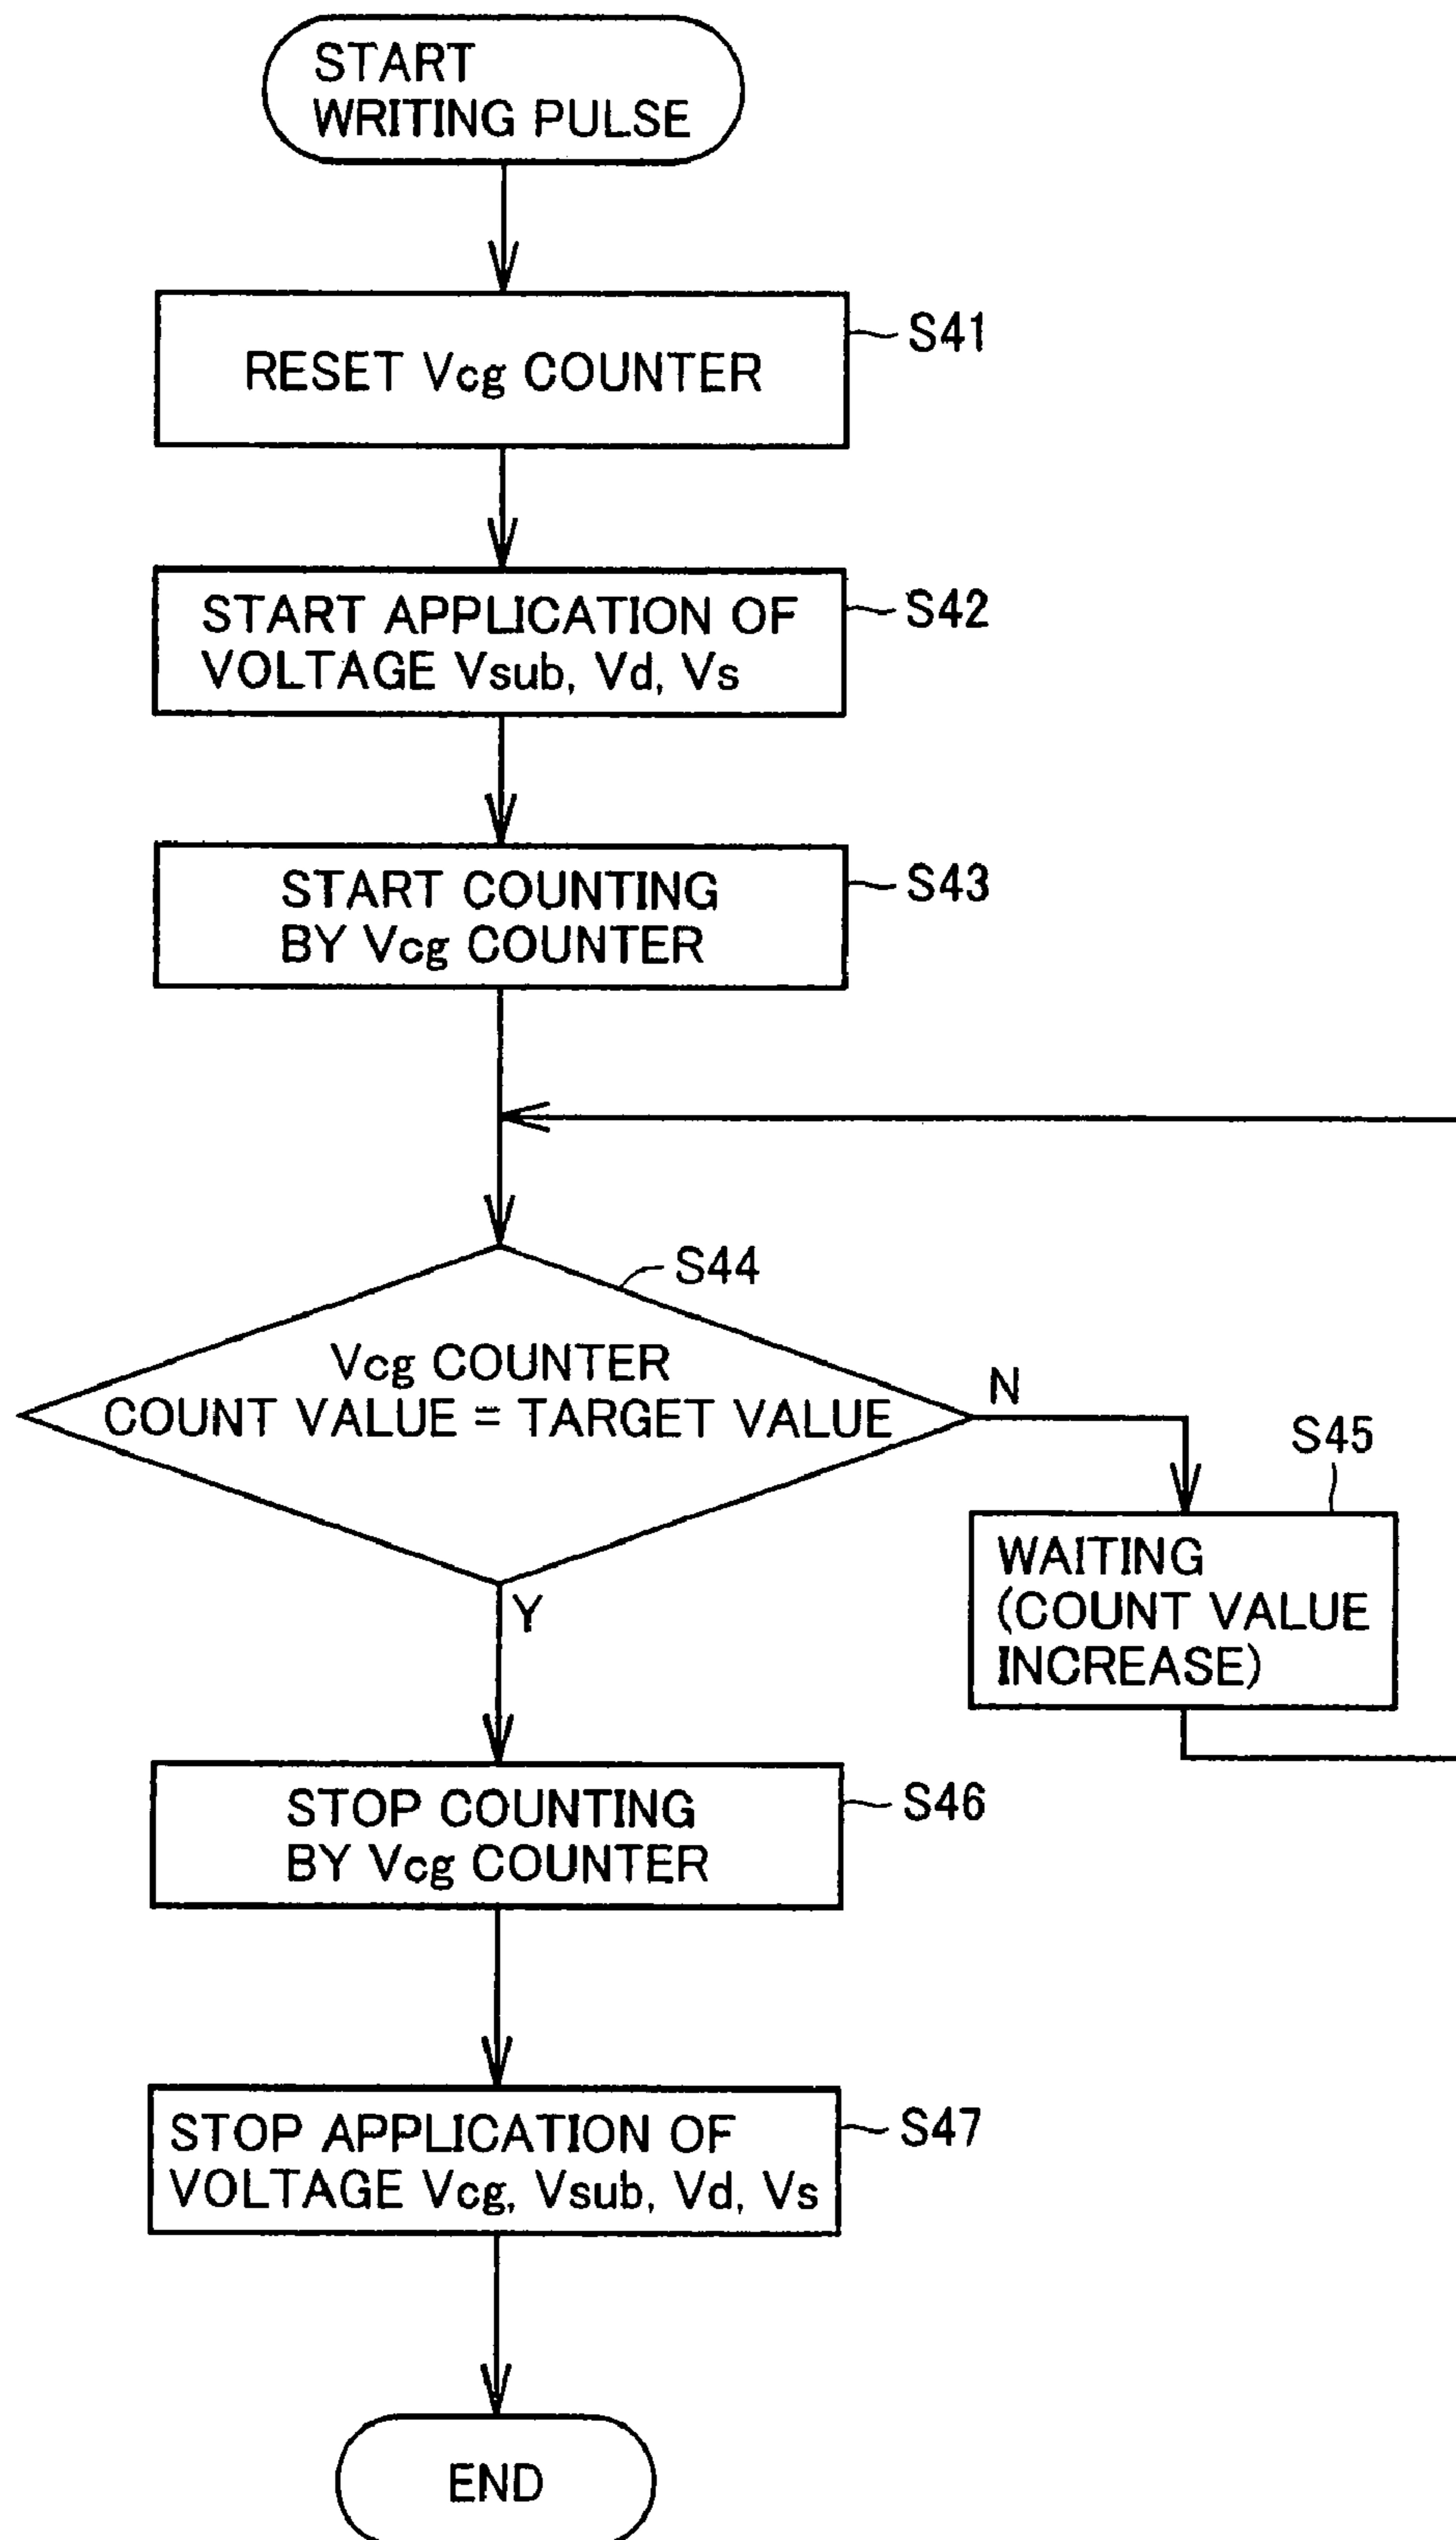 START
WRITING PULSE
RESET Vcg COUNTER
S41
START APPLICATION OF
VOLTAGE Vsub, Vd, Vs
S42
START COUNTING
BY Vcg COUNTER
S43
S44
Vcg COUNTER
COUNT VALUE = TARGET VALUE
N
S45
WAITING
(COUNT VALUE
INCREASE)
Y
STOP COUNTING
BY Vcg COUNTER
S46
STOP APPLICATION OF
VOLTAGE Vcg, Vsub, Vd, Vs
S47
END